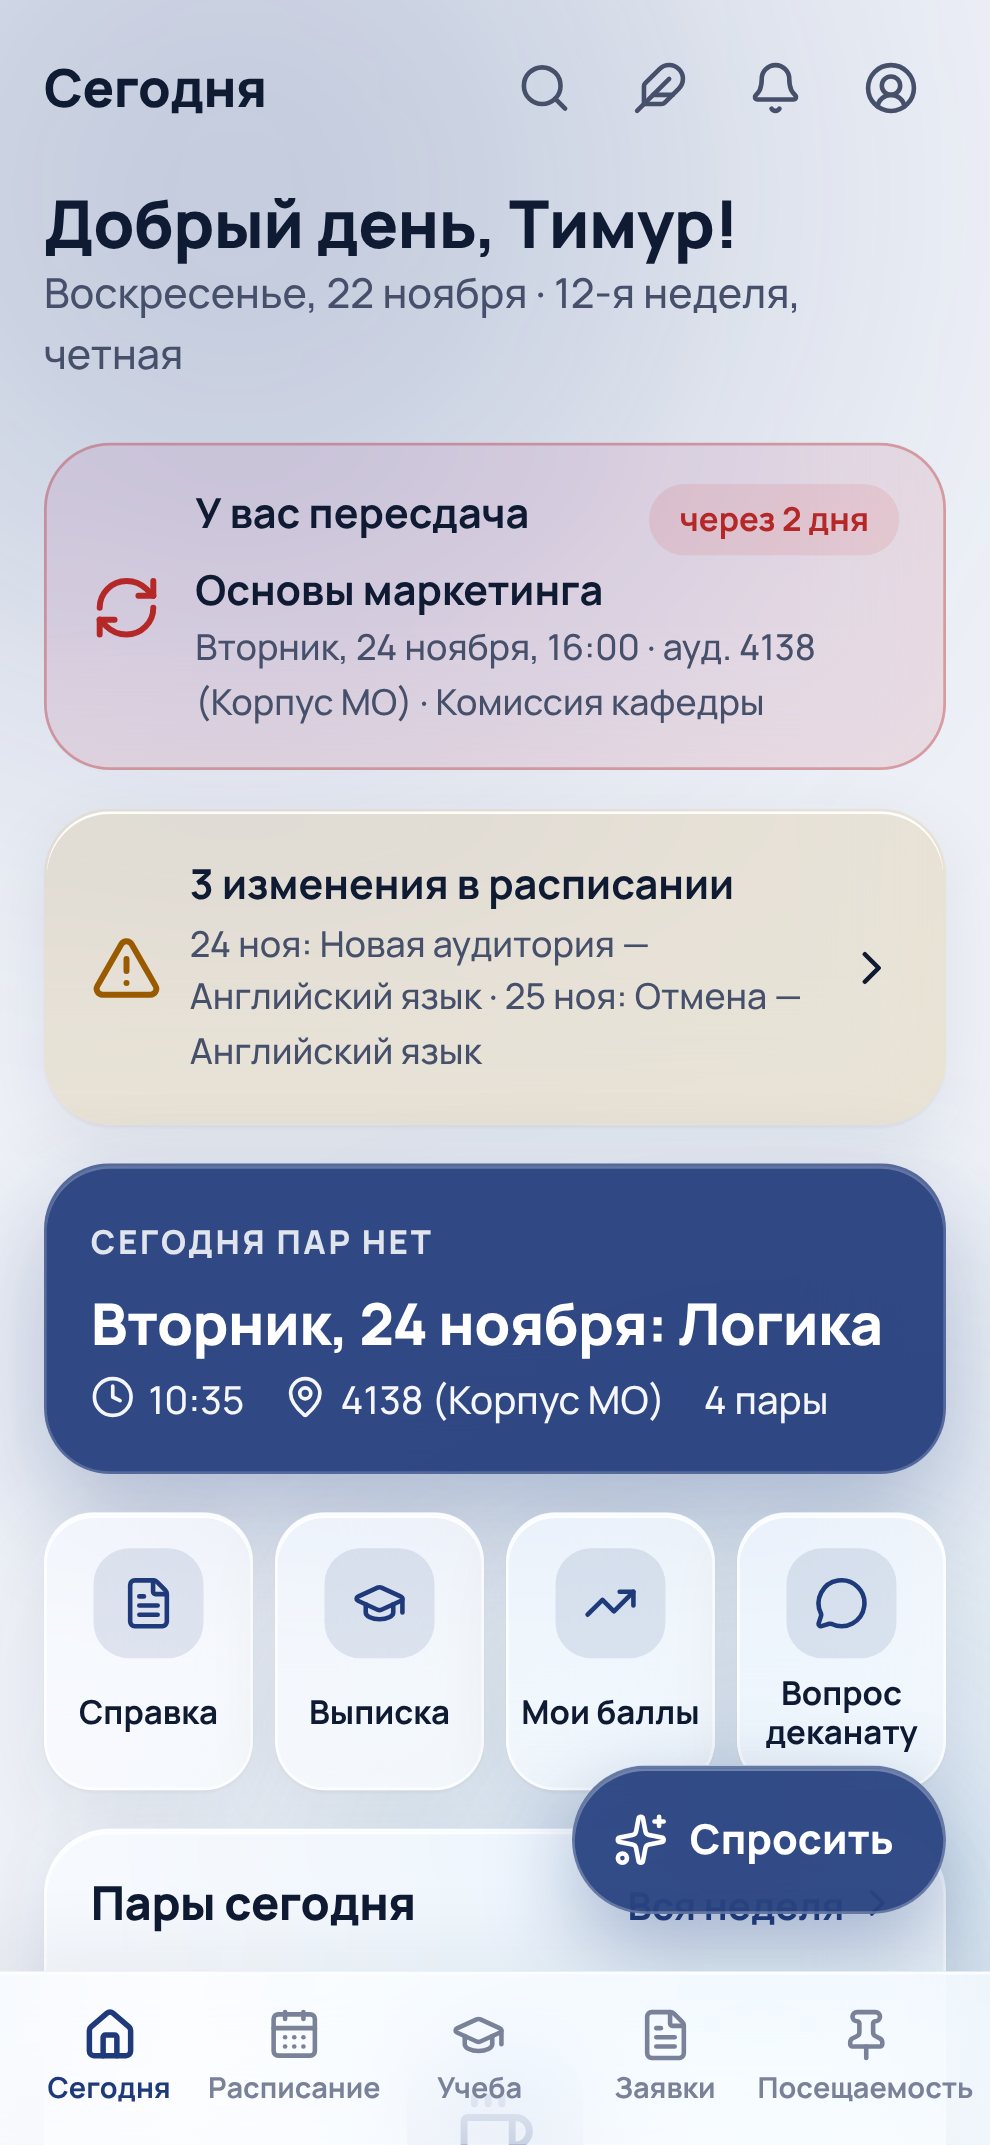 Сегодня
Добрый день, Тимур!
Воскресенье, 22 ноября · 12-я неделя,
четная
У вас пересдача
через 2 дня
Основы маркетинга
Вторник, 24 ноября, 16:00 · ауд. 4138
(Корпус МО) · Комиссия кафедры
3 изменения в расписании
24 ноя: Новая аудитория —
Английский язык · 25 ноя: Отмена —
Английский язык
СЕГОДНЯ ПАР НЕТ
Вторник, 24 ноября: Логика
10:35 4138 (Корпус МО) 4 пары
Справка
Выписка
Мои баллы
Вопрос
деканату
Спросить
Пары сегодня
Вся неделя
Сегодня
Расписание
Учеба
Заявки
Посещаемость